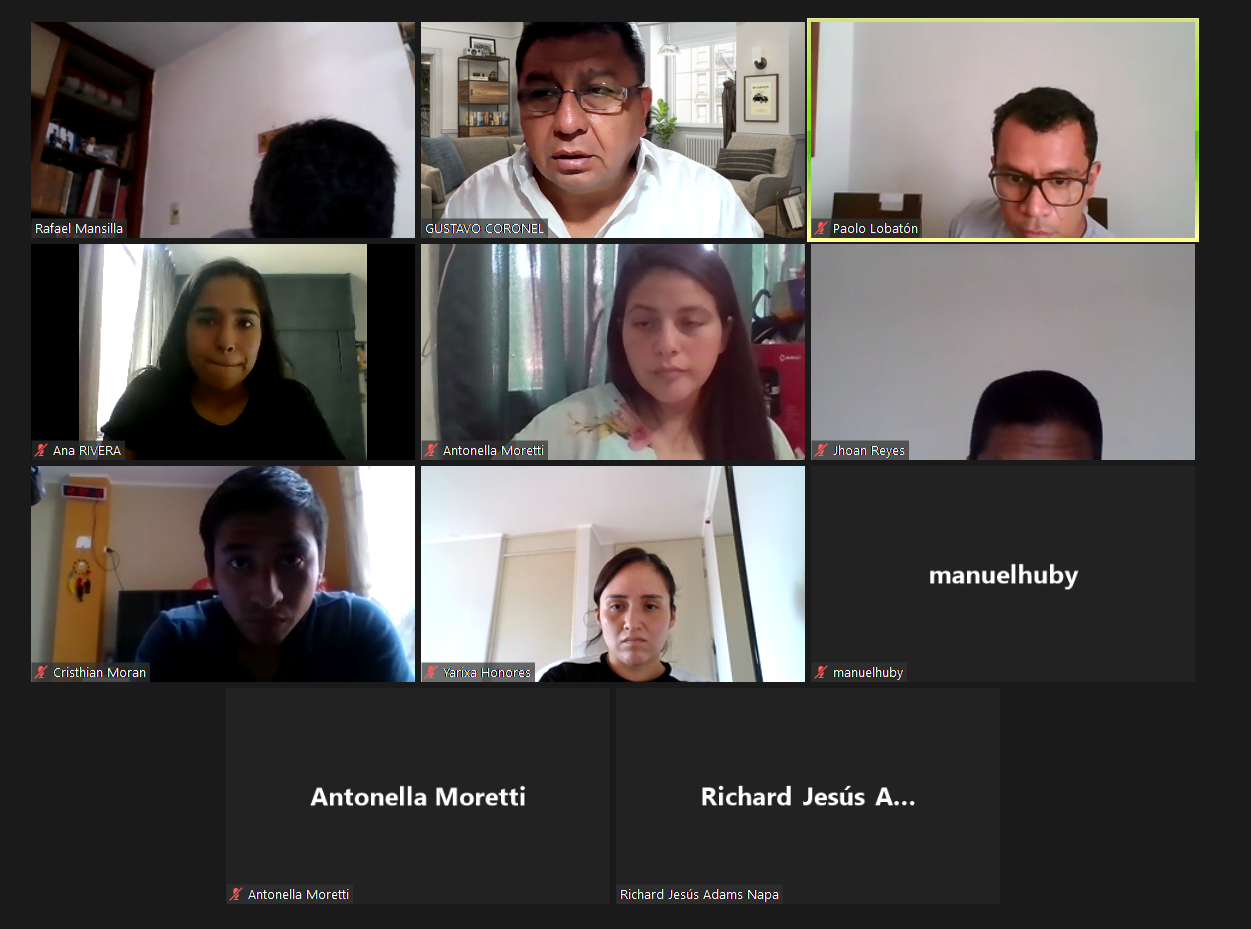 Rafael Mansilla
GUSTAVO CORONEL
Paolo Lobatón
Ana RIVERA
Antonella Moretti
Jhoan Reyes
Cristhian Moran
Yarixa Honores
manuelhuby
manuelhuby
Antonella Moretti
Antonella Moretti
Richard Jesús A...
Richard Jesús Adams Napa